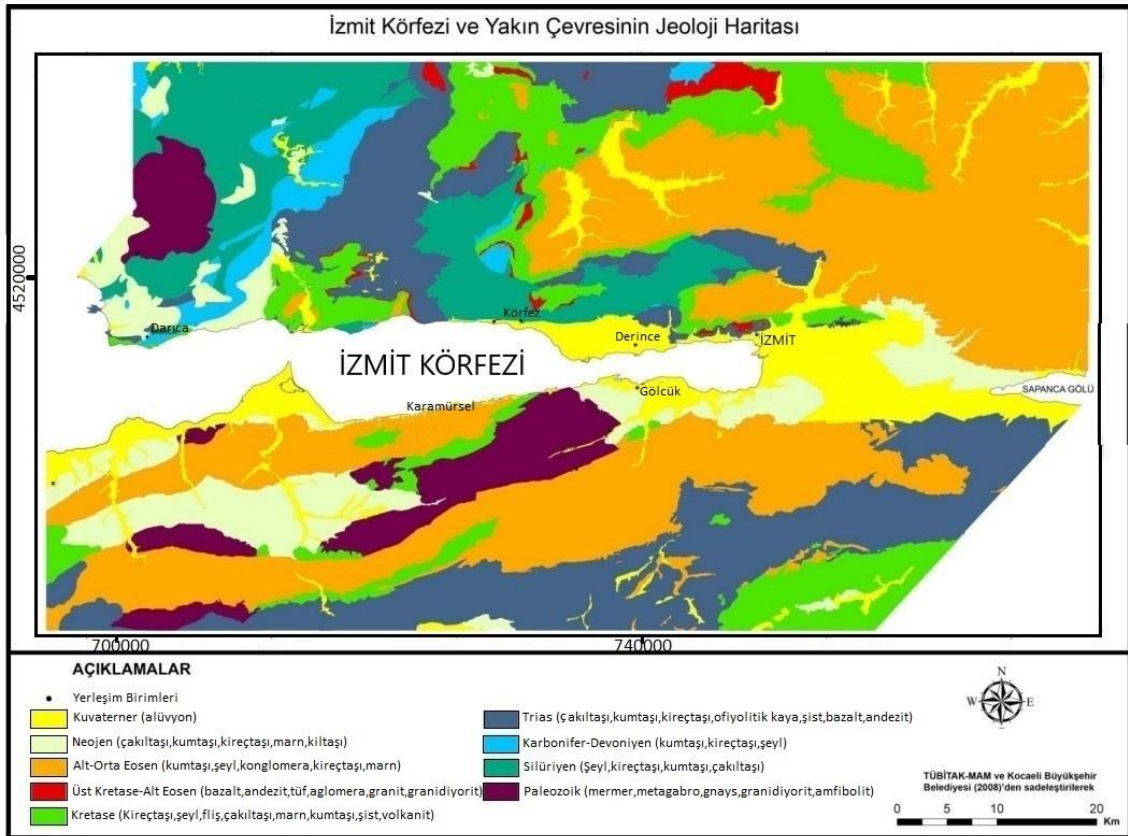 İzmit Körfezi ve Yakın Çevresinin Jeoloji Haritası
4520000
Körfez
Darıca
Derince
İZMİT
İZMİT KÖRFEZİ
SAPANCA GÖLÜ
Gölcük
Karamürsel
700000
740000
AÇIKLAMALAR
Yerleşim Birimleri
Kuvaterner (alüvyon)
Neojen (çakıltaşı,kumtaşı,kireçtaşı,marn,kiltaşı)
Alt-Orta Eosen (kumtaşı,şeyl,konglomera,kireçtaşı,marn)
Üst Kretase-Alt Eosen (bazalt,andezit,tüf,aglomera,granit,granidiyorit)
Kretase (Kireçtaşı,şeyl,fliş,çakıltaşı,marn,kumtaşı,şist,volkanit)
Trias (çakıltaşı,kumtaşı,kireçtaşı,ofiyolitik kaya,şist,bazalt,andezit)
Karbonifer-Devoniyen (kumtaşı,kireçtaşı,şeyl)
Silüriyen (Şeyl,kireçtaşı,kumtaşı,çakıltaşı)
Paleozoik (mermer,metagabro,gnays,granidiyorit,amfibolit)
N
W E
S
TÜBİTAK-MAM ve Kocaeli Büyükşehir
Belediyesi (2008)'den sadeleştirilerek
0 5 10 20
Km